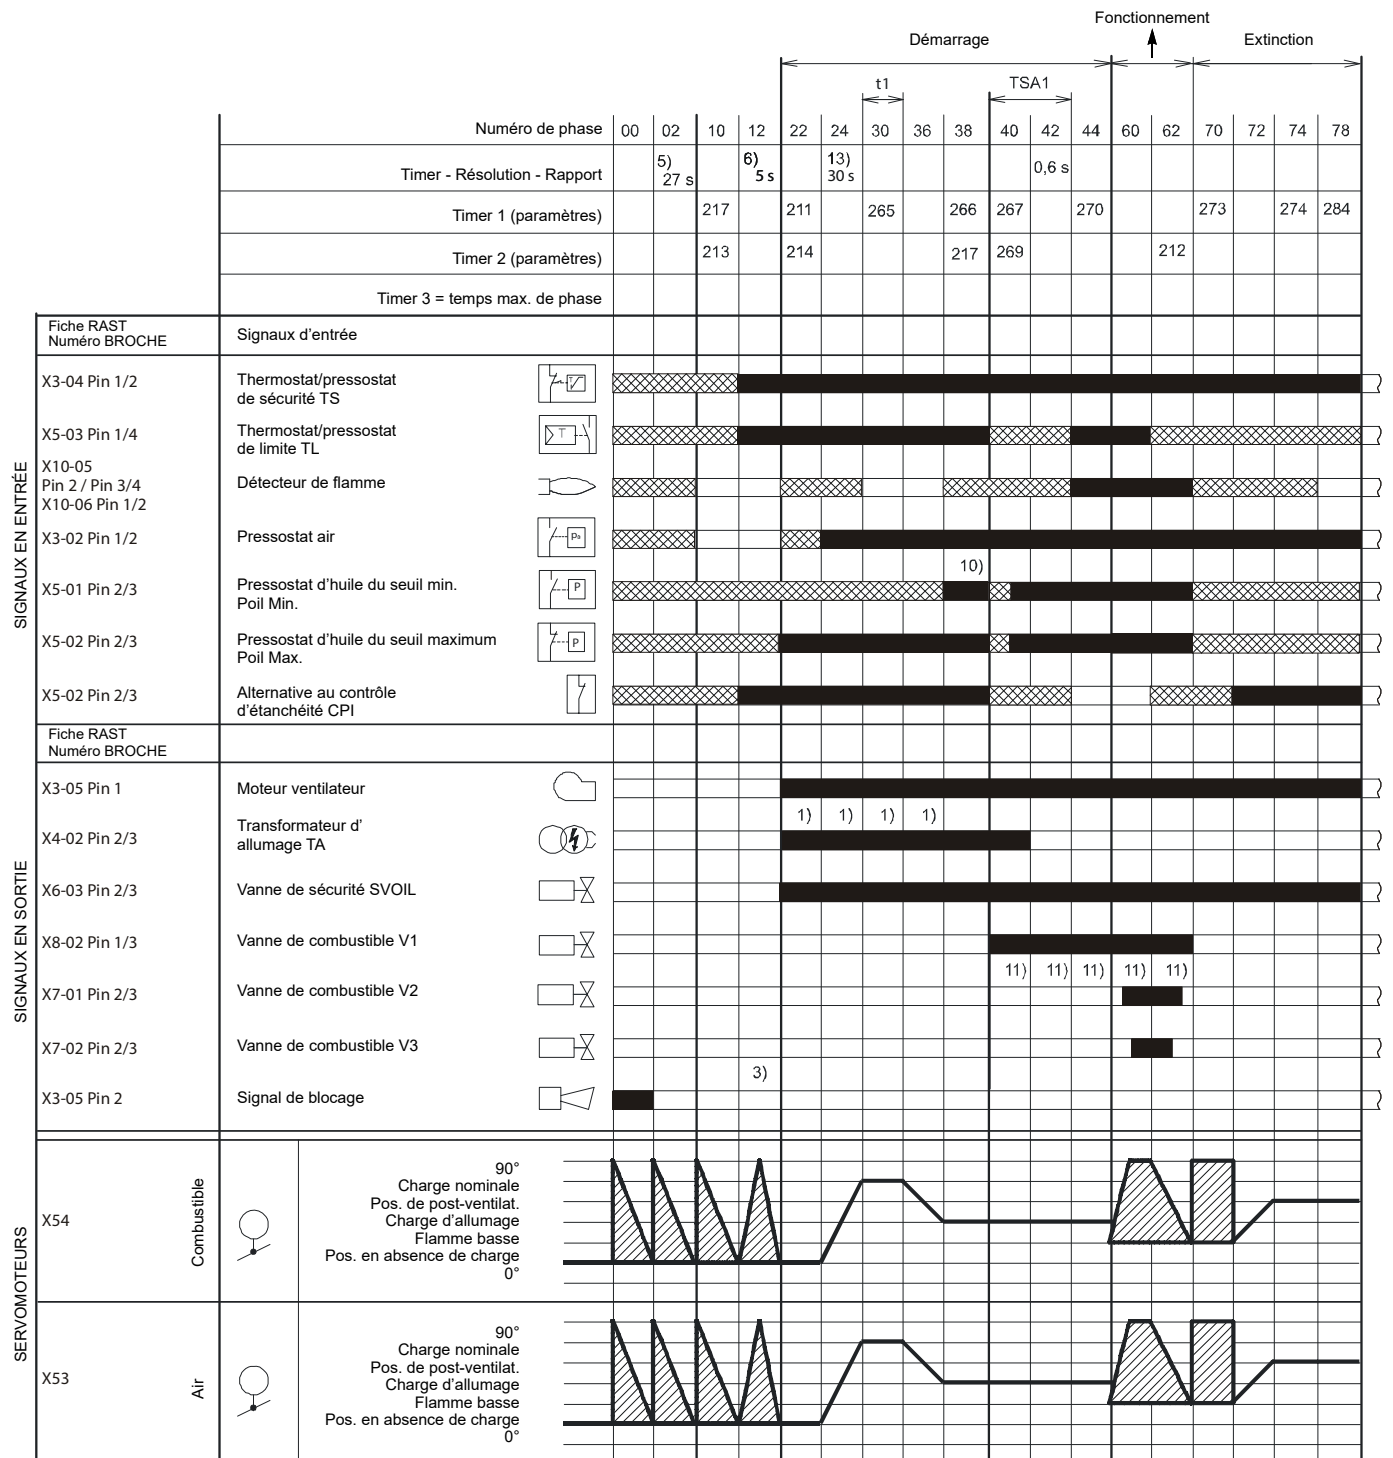 Fonctionnement
Démarrage
Extinction
t1
TSA1
Numéro de phase 00 02 10 12 22 24 30 36 38 40 42 44 60 62 70 72 74 78
Timer - Résolution - Rapport 5) 27 s 6) 5 s 13) 30 s 0,6 s
Timer 1 (paramètres) 217 211 265 266 267 270 273 274 284
Timer 2 (paramètres) 213 214 217 269 212
Timer 3 = temps max. de phase
Fiche RAST
Numéro BROCHE
Signaux d'entrée
SIGNAUX EN ENTRÉE
X3-04 Pin 1/2
Thermostat/pressostat
de sécurité TS
X5-03 Pin 1/4
Thermostat/pressostat
de limite TL
T
X10-05
Pin 2 / Pin 3/4
X10-06 Pin 1/2
Détecteur de flamme
X3-02 Pin 1/2
Pressostat air
Pa
10)
X5-01 Pin 2/3
Pressostat d'huile du seuil min.
Poil Min.
P
X5-02 Pin 2/3
Pressostat d'huile du seuil maximum
Poil Max.
P
X5-02 Pin 2/3
Alternative au contrôle
d'étanchéité CPI
Fiche RAST
Numéro BROCHE
SIGNAUX EN SORTIE
X3-05 Pin 1
Moteur ventilateur
1) 1) 1) 1)
X4-02 Pin 2/3
Transformateur d'
allumage TA
X6-03 Pin 2/3
Vanne de sécurité SVOIL
X8-02 Pin 1/3
Vanne de combustible V1
11) 11) 11) 11) 11)
X7-01 Pin 2/3
Vanne de combustible V2
X7-02 Pin 2/3
Vanne de combustible V3
3)
X3-05 Pin 2
Signal de blocage
SERVOMOTEURS
X54
Combustible
90°
Charge nominale
Pos. de post-ventilat.
Charge d'allumage
Flamme basse
Pos. en absence de charge
0°
X53
Air
90°
Charge nominale
Pos. de post-ventilat.
Charge d'allumage
Flamme basse
Pos. en absence de charge
0°